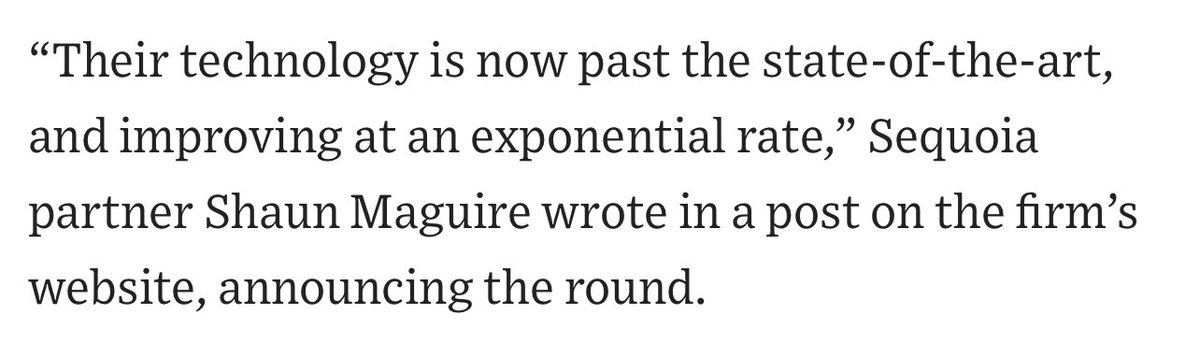 “Their technology is now past the state-of-the-art,
and improving at an exponential rate,” Sequoia
partner Shaun Maguire wrote in a post on the firm’s
website, announcing the round.